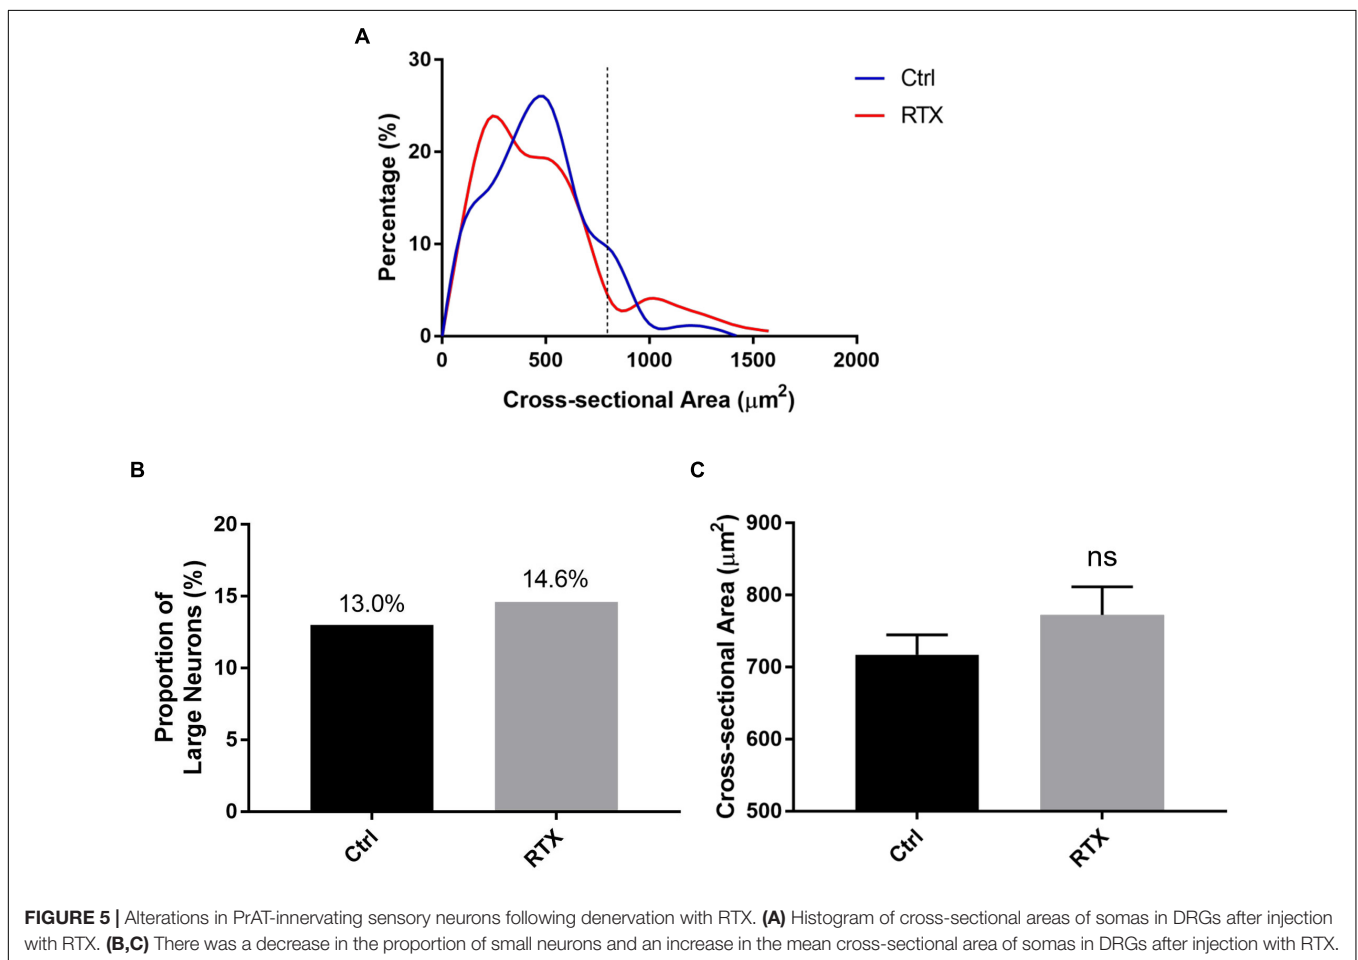 A
30
20
10
0
Percentage (%)
0 500 1000 1500 2000
Cross-sectional Area (μm²)
Ctrl
RTX
B
20
15
10
5
0
Proportion of
Large Neurons (%)
13.0%
14.6%
Ctrl
RTX
C
900
800
700
600
500
Cross-sectional Area (μm²)
ns
Ctrl
RTX
FIGURE 5 | Alterations in PrAT-innervating sensory neurons following denervation with RTX. (A) Histogram of cross-sectional areas of somas in DRGs after injection
with RTX. (B,C) There was a decrease in the proportion of small neurons and an increase in the mean cross-sectional area of somas in DRGs after injection with RTX.